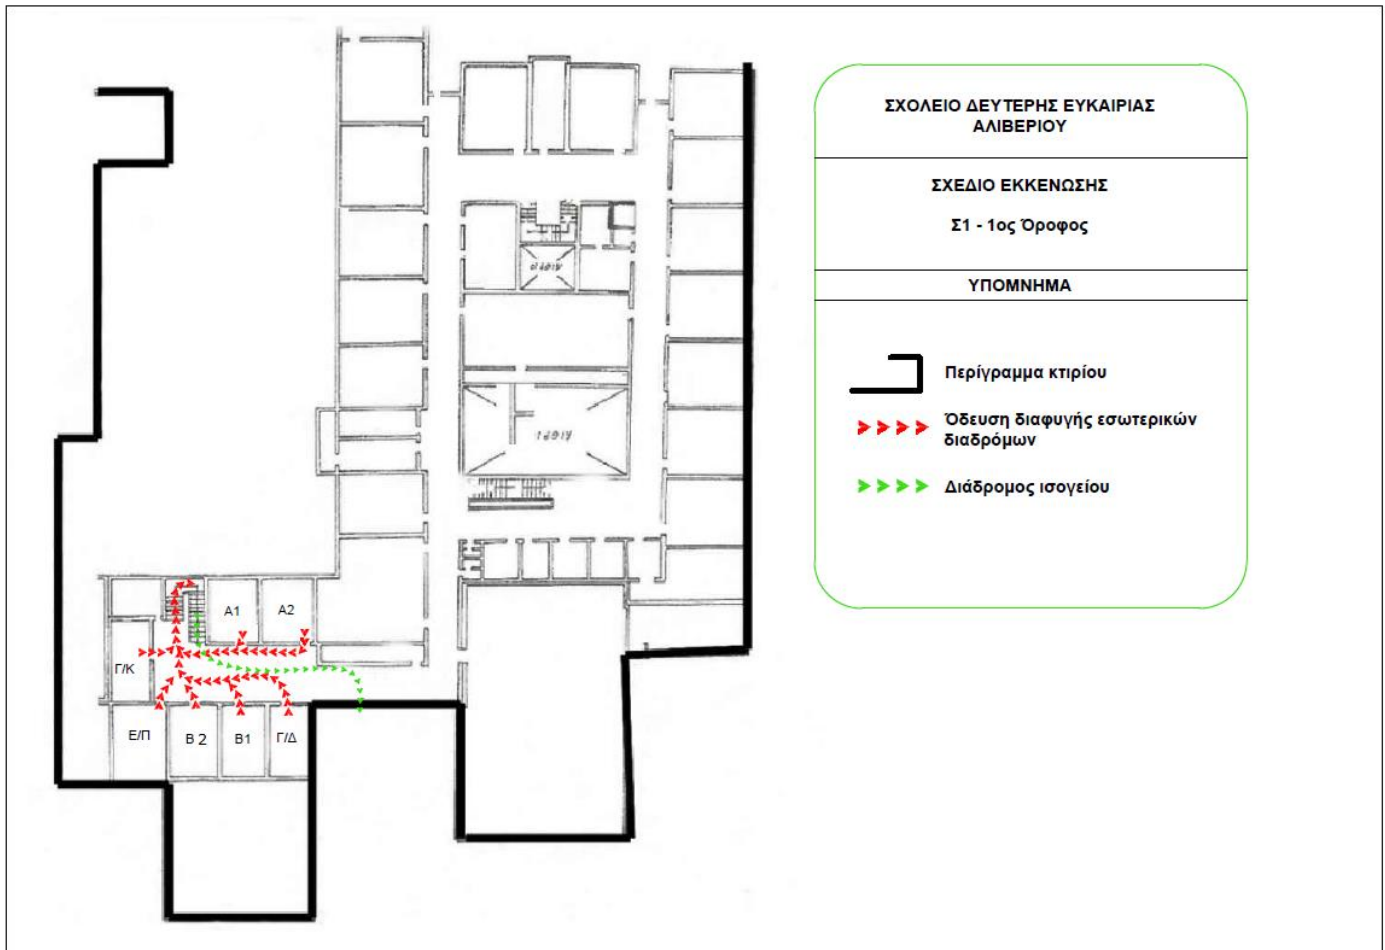 ΣΧΟΛΕΙΟ ΔΕΥΤΕΡΗΣ ΕΥΚΑΙΡΙΑΣ
ΑΛΙΒΕΡΙΟΥ
ΣΧΕΔΙΟ ΕΚΚΕΝΩΣΗΣ
Σ1 - 1ος Όροφος
ΥΠΟΜΝΗΜΑ
Περίγραμμα κτιρίου
Όδευση διαφυγής εσωτερικών
διαδρόμων
Διάδρομος ισογείου
Α1
Α2
Γ/Κ
Ε/Π
Β 2
Β1
Γ/Δ